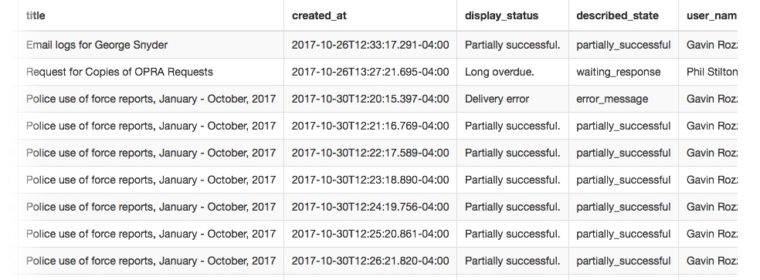 title created_at display_status described_state user_nam
Email logs for George Snyder 2017-10-26T12:33:17.291-04:00 Partially successful. partially_successful Gavin Roz
Request for Copies of OPRA Requests 2017-10-26T13:27:21.695-04:00 Long overdue. waiting_response Phil Stilton
Police use of force reports, January - October, 2017 2017-10-30T12:20:15.397-04:00 Delivery error error_message Gavin Roz
Police use of force reports, January - October, 2017 2017-10-30T12:21:16.769-04:00 Partially successful. partially_successful Gavin Roz
Police use of force reports, January - October, 2017 2017-10-30T12:22:17.589-04:00 Partially successful. partially_successful Gavin Roz
Police use of force reports, January - October, 2017 2017-10-30T12:23:18.890-04:00 Partially successful. partially_successful Gavin Roz
Police use of force reports, January - October, 2017 2017-10-30T12:24:19.756-04:00 Partially successful. partially_successful Gavin Roz
Police use of force reports, January - October, 2017 2017-10-30T12:25:20.861-04:00 Partially successful. partially_successful Gavin Roz
Police use of force reports, January - October, 2017 2017-10-30T12:26:21.820-04:00 Partially successful. partially_successful Gavin Roz